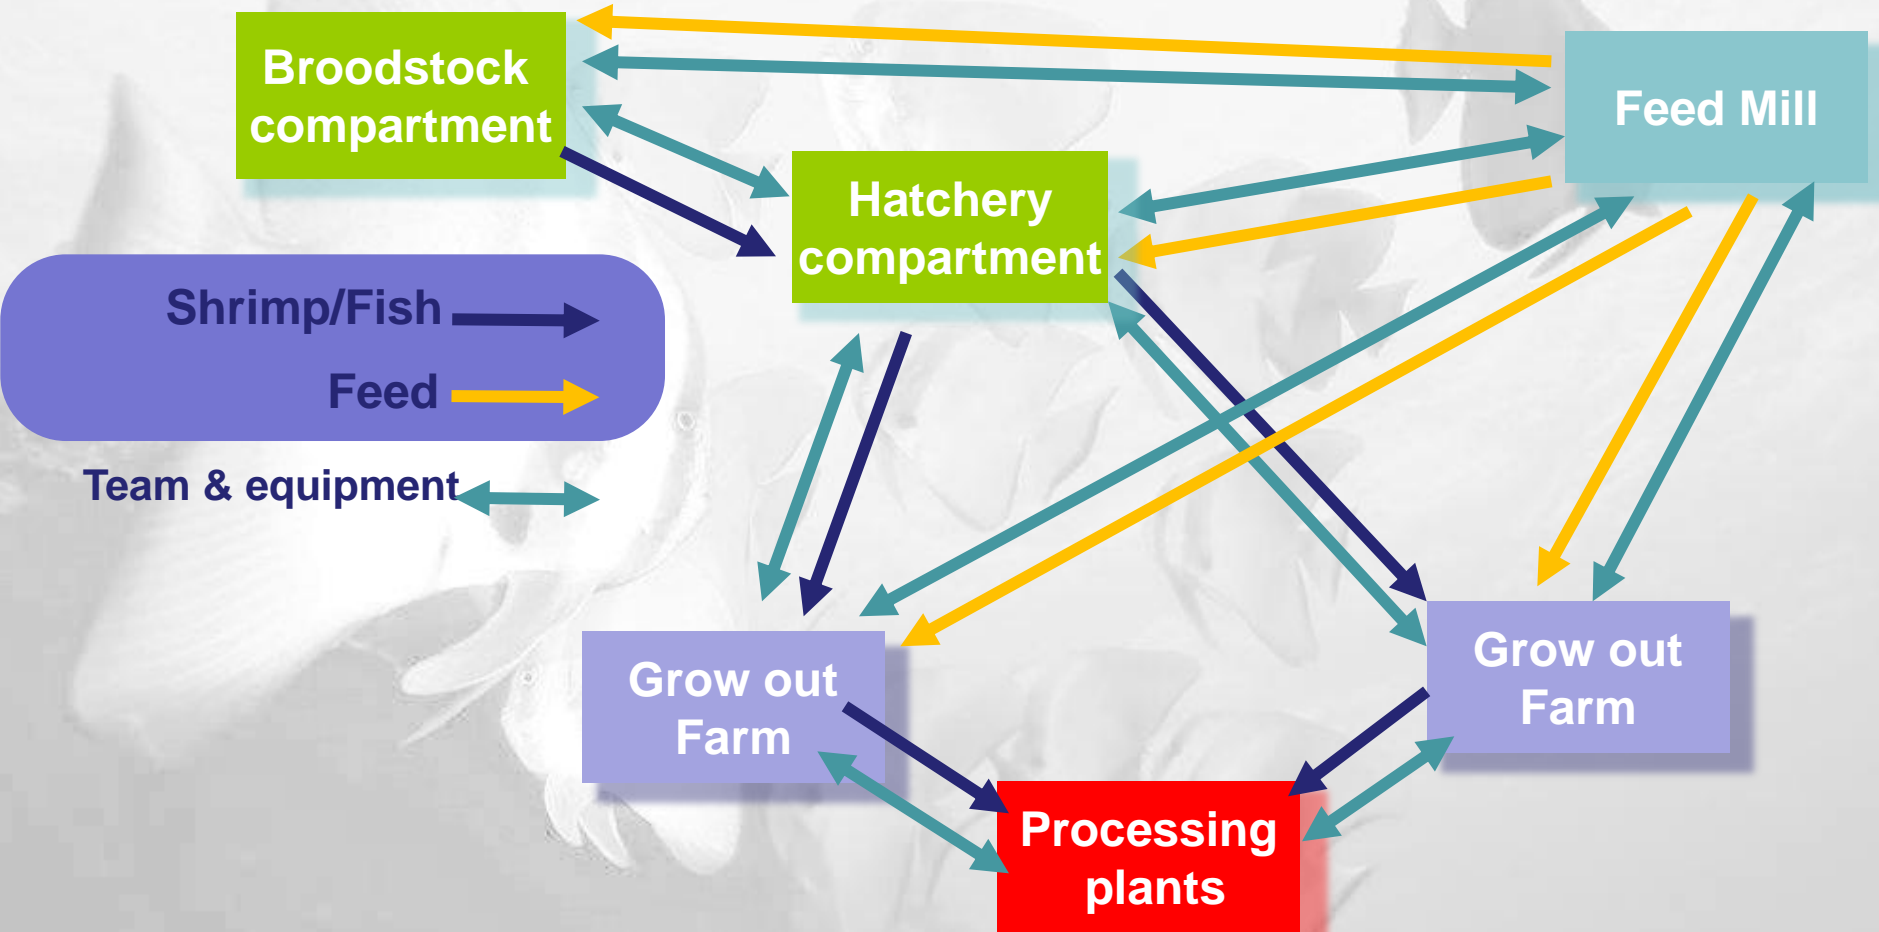 Broodstock
compartment
Feed Mill
Hatchery
compartment
Shrimp/Fish
Feed
Team & equipment
Grow out
Farm
Grow out
Farm
Processing
plants